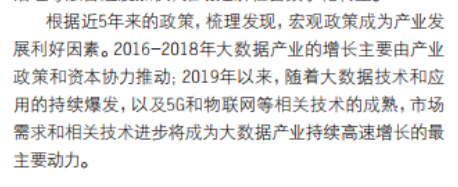 根据近5年来的政策，梳理发现，宏观政策成为产业发
展利好因素。2016-2018年大数据产业的增长主要由产业
政策和资本协力推动；2019年以来，随着大数据技术和应
用的持续爆发，以及5G和物联网等相关技术的成熟，市场
需求和相关技术进步将成为大数据产业持续高速增长的最
主要动力。